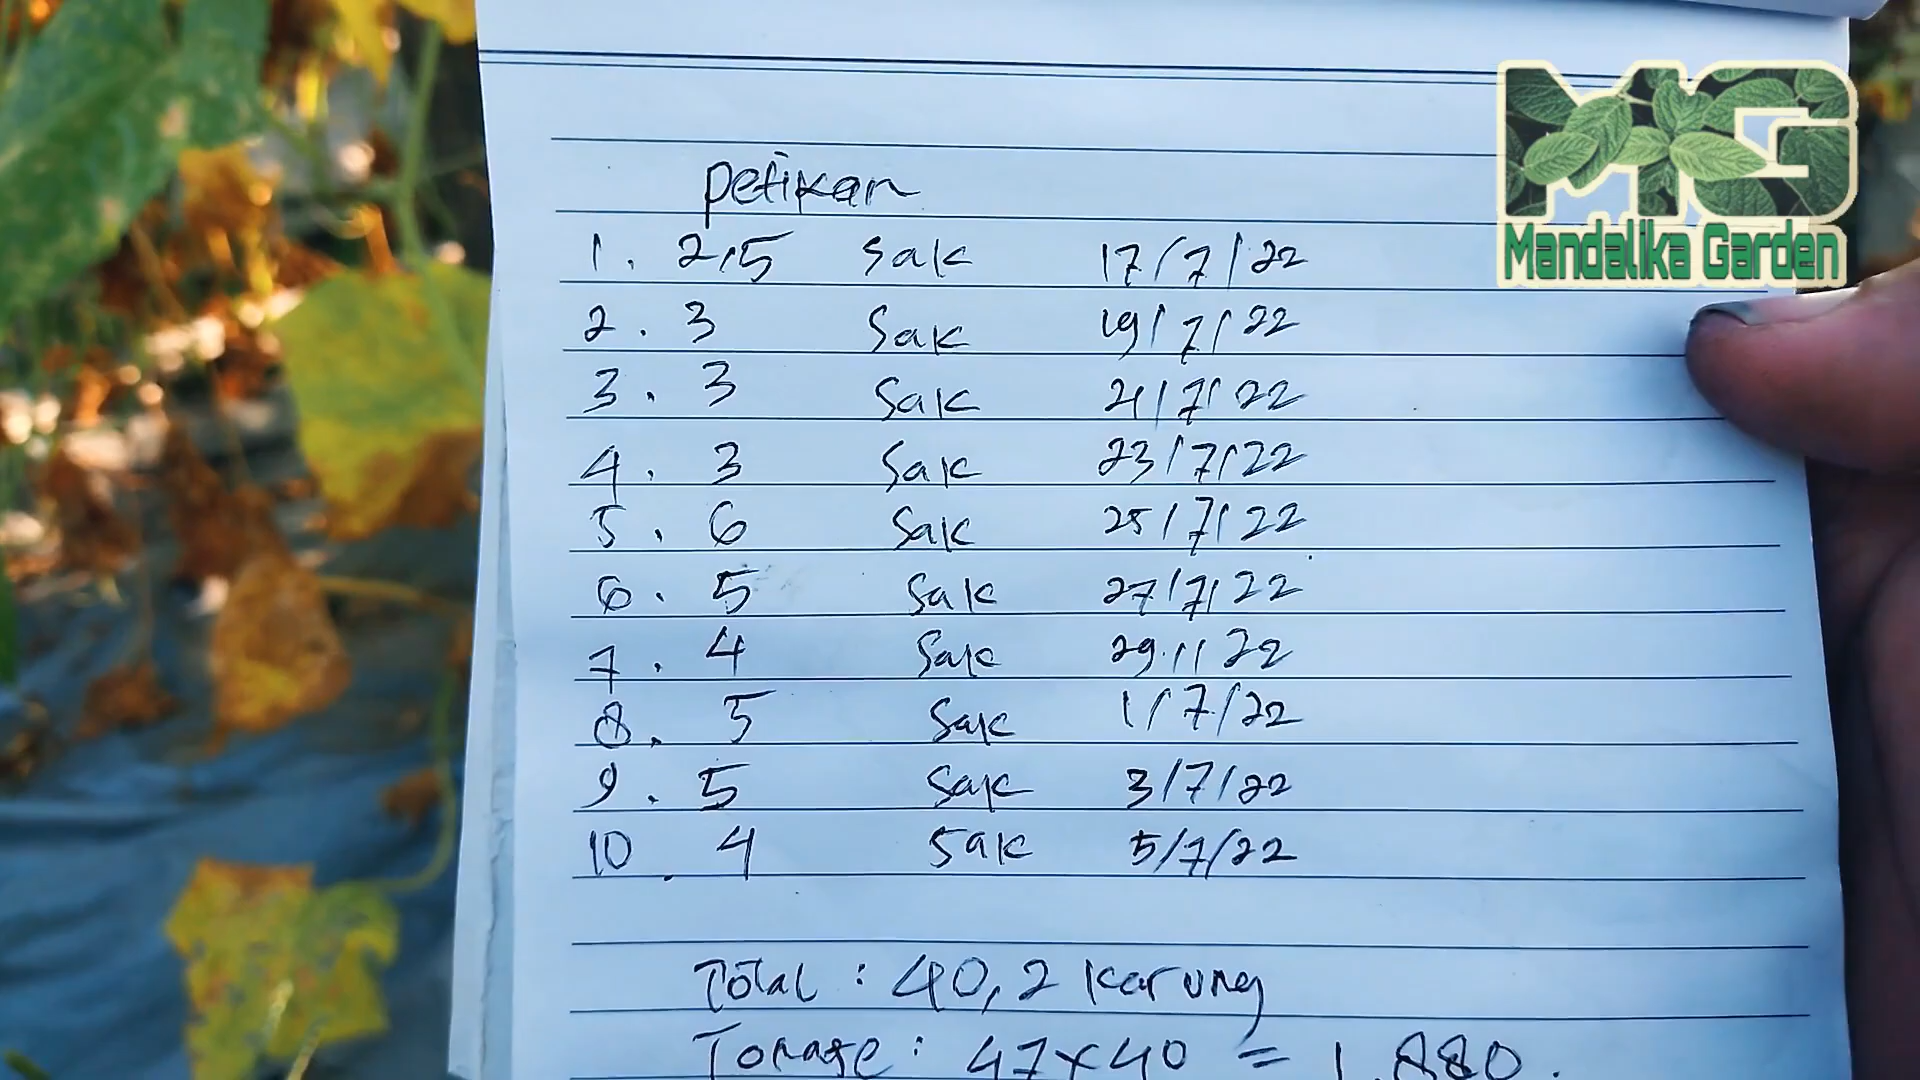 Petikan
1. 2,5 Sak 17/7/22
2. 3 Sak 19/7/22
3. 3 Sak 21/7/22
4. 3 Sak 23/7/22
5. 6 Sak 25/7/22
6. 5 Sak 27/7/22
7. 4 Sak 29/1/22
8. 5 Sak 1/7/22
9. 5 Sak 3/7/22
10. 4 Sak 5/7/22
Total : 40,2 Karung
Tonase : 47x40 = 1.880.
MG
Mandalika Garden